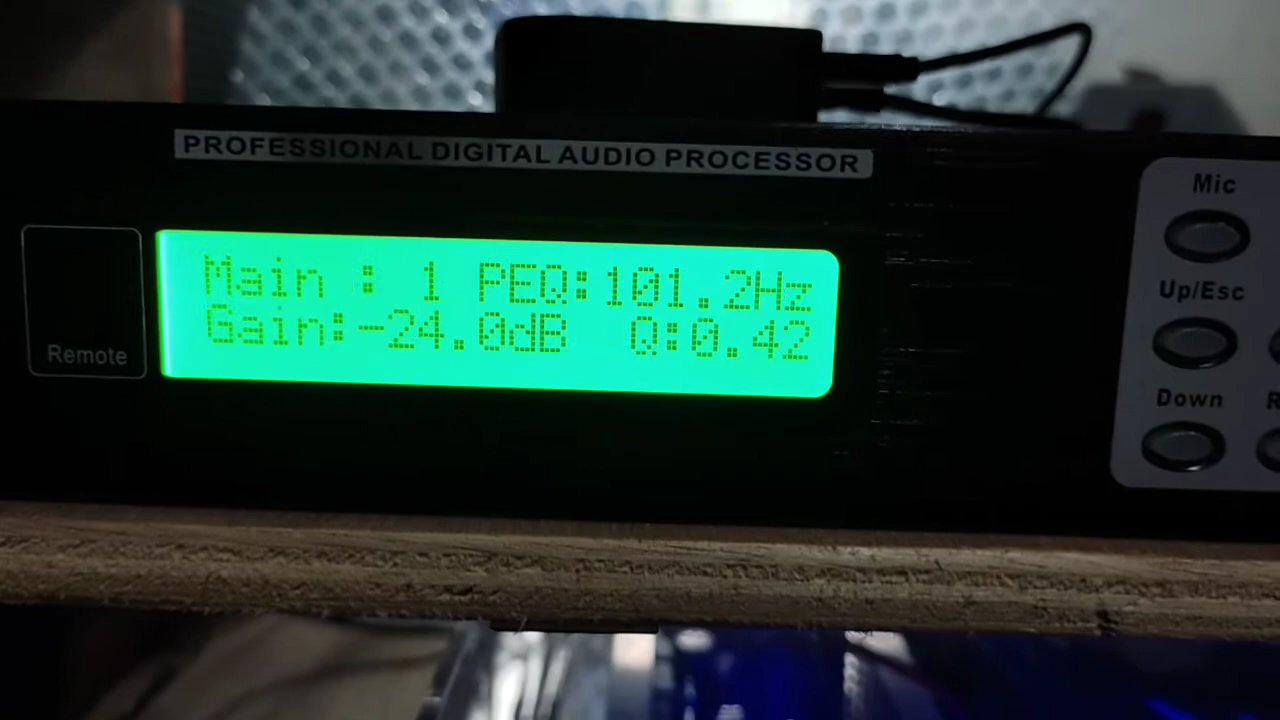 PROFESSIONAL DIGITAL AUDIO PROCESSOR
Main : 1 PEQ:101.2Hz
Gain:-24.0dB Q:0.42
Remote
Mic
Up/Esc
Down